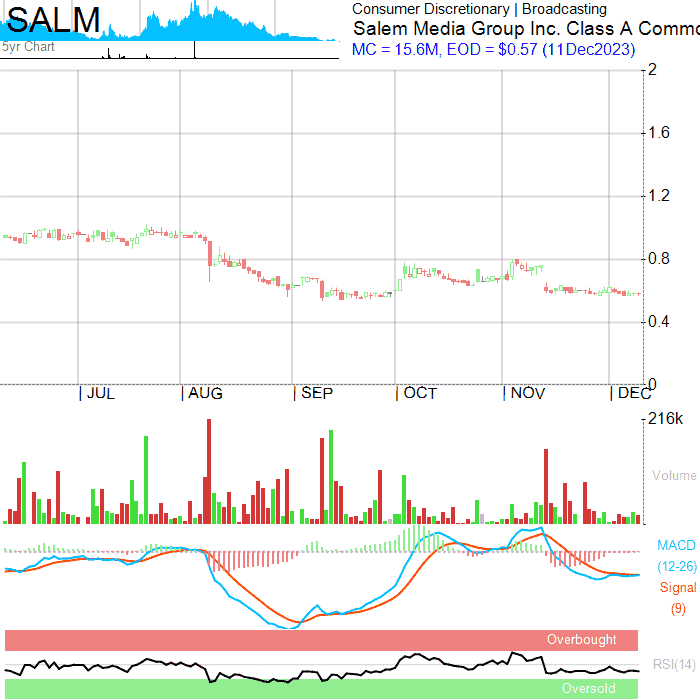 SALM
5yr Chart
Consumer Discretionary | Broadcasting
Salem Media Group Inc. Class A Commo
MC = 15.6M, EOD = $0.57 (11Dec2023)
2
1.6
1.2
0.8
0.4
0
| JUL | AUG | SEP | OCT | NOV | DEC
216k
Volume
MACD
(12-26)
Signal
(9)
Overbought
RSI(14)
Oversold